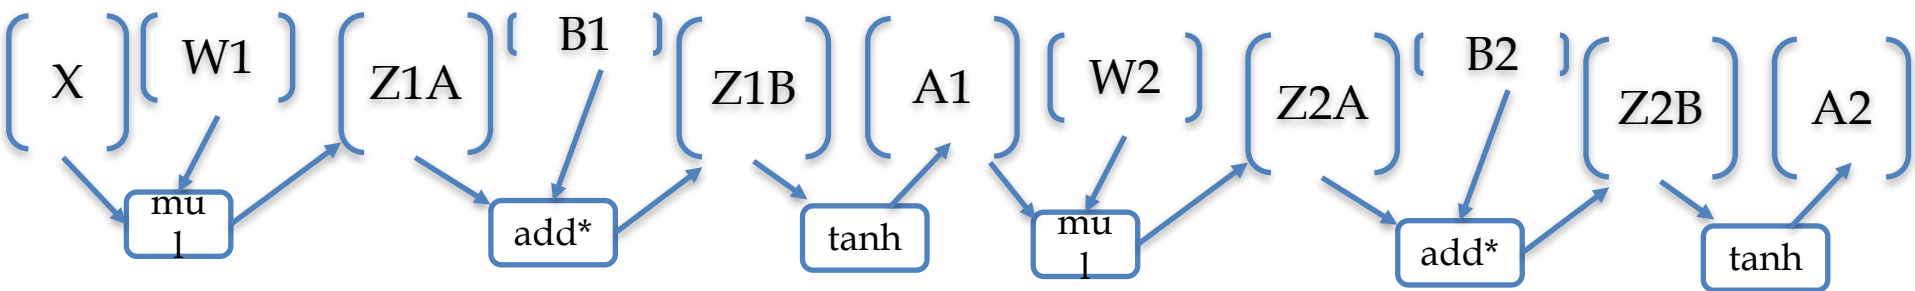 X
W1
Z1A
B1
Z1B
A1
W2
Z2A
B2
Z2B
A2
mu
l
add*
tanh
mu
l
add*
tanh